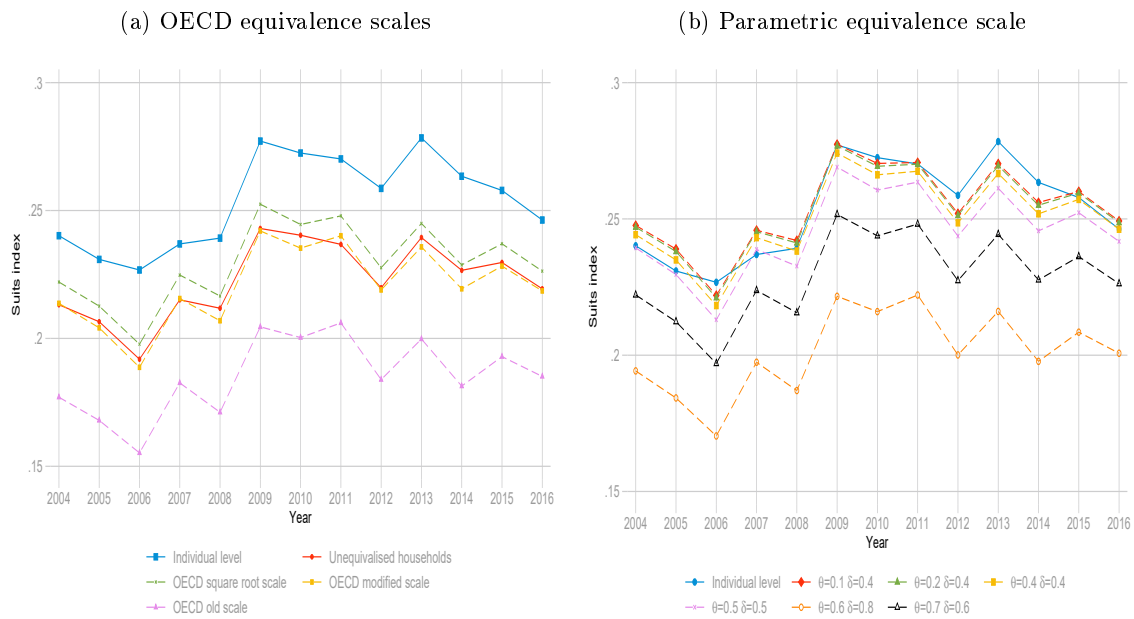 (a) OECD equivalence scales
.3
.25
.2
.15
Suits index
2004 2005 2006 2007 2008 2009 2010 2011 2012 2013 2014 2015 2016
Year
Individual level
Unequivalised households
OECD square root scale
OECD modified scale
OECD old scale
(b) Parametric equivalence scale
.3
.25
.2
.15
Suits index
2004 2005 2006 2007 2008 2009 2010 2011 2012 2013 2014 2015 2016
Year
Individual level θ=0.1 δ=0.4 θ=0.2 δ=0.4 θ=0.4 δ=0.4
θ=0.5 δ=0.5 θ=0.6 δ=0.8 θ=0.7 δ=0.6